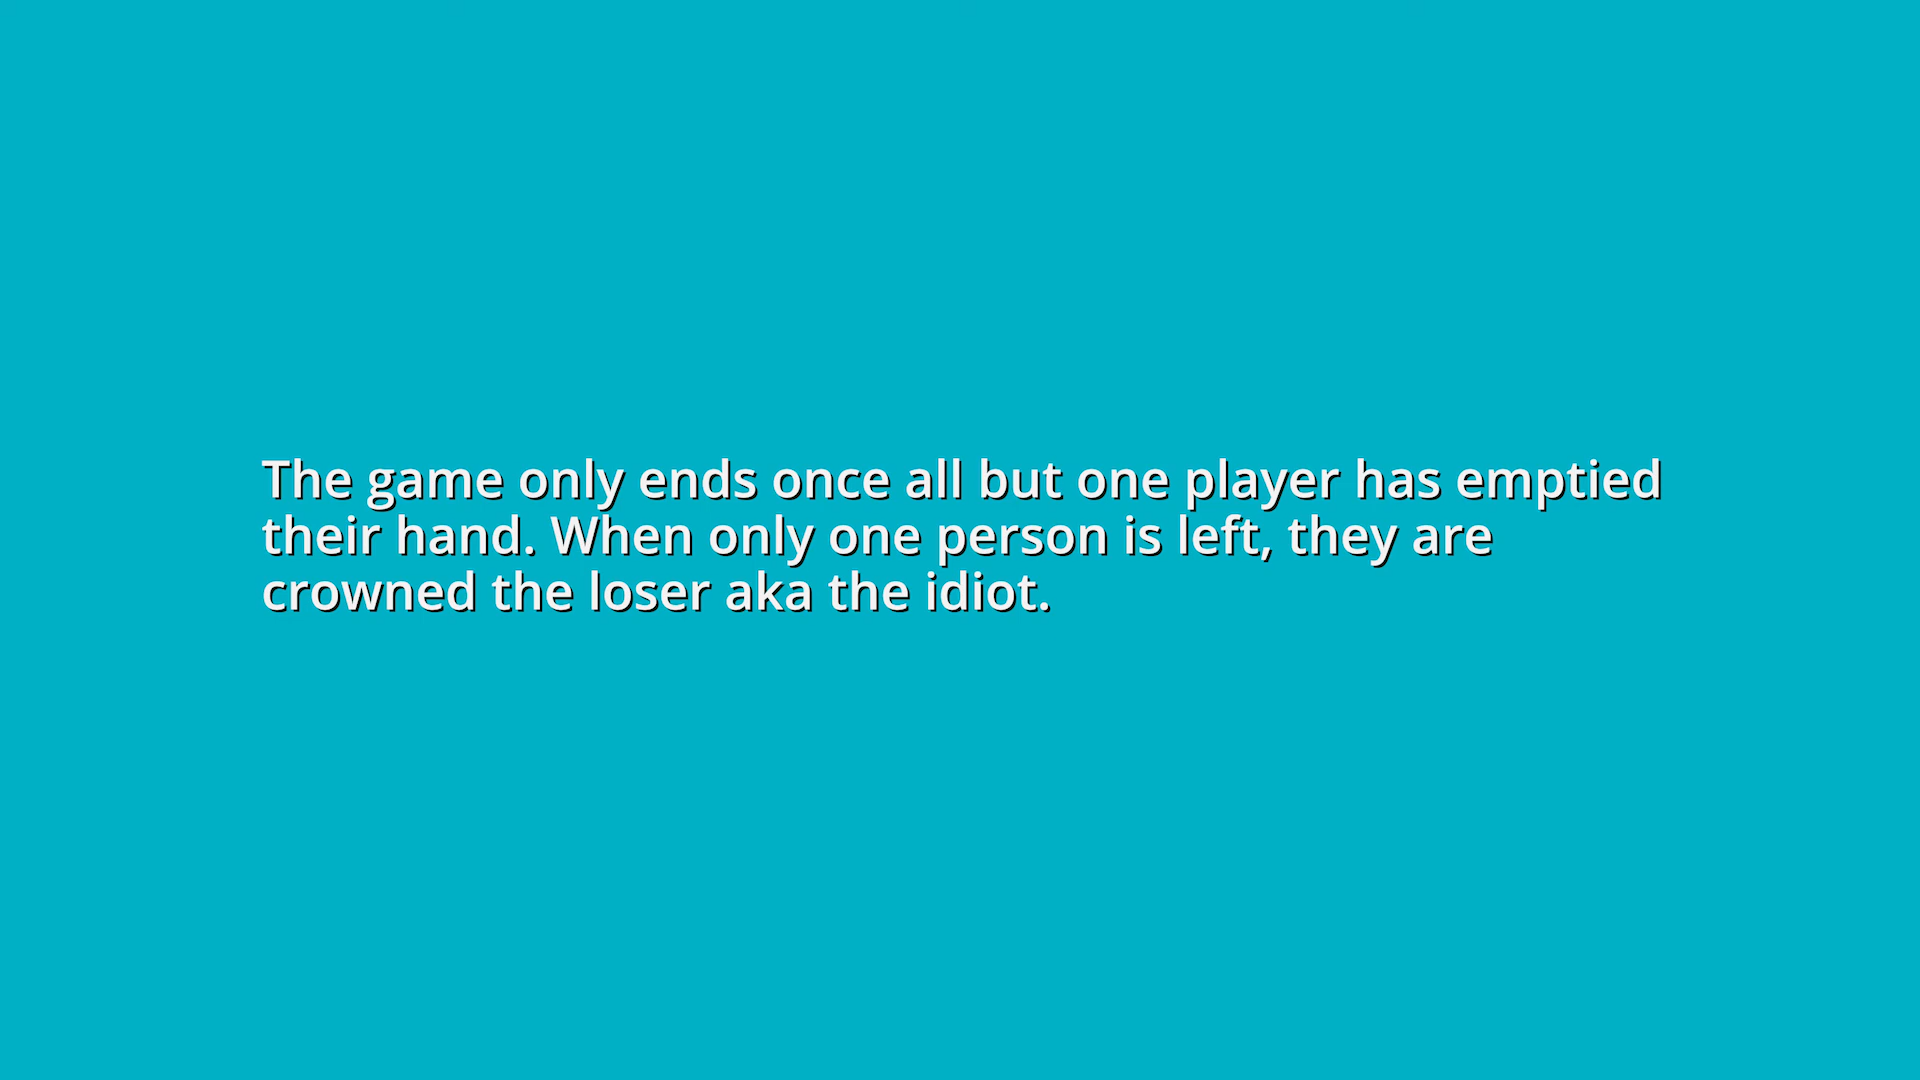 The game only ends once all but one player has emptied
their hand. When only one person is left, they are
crowned the loser aka the idiot.